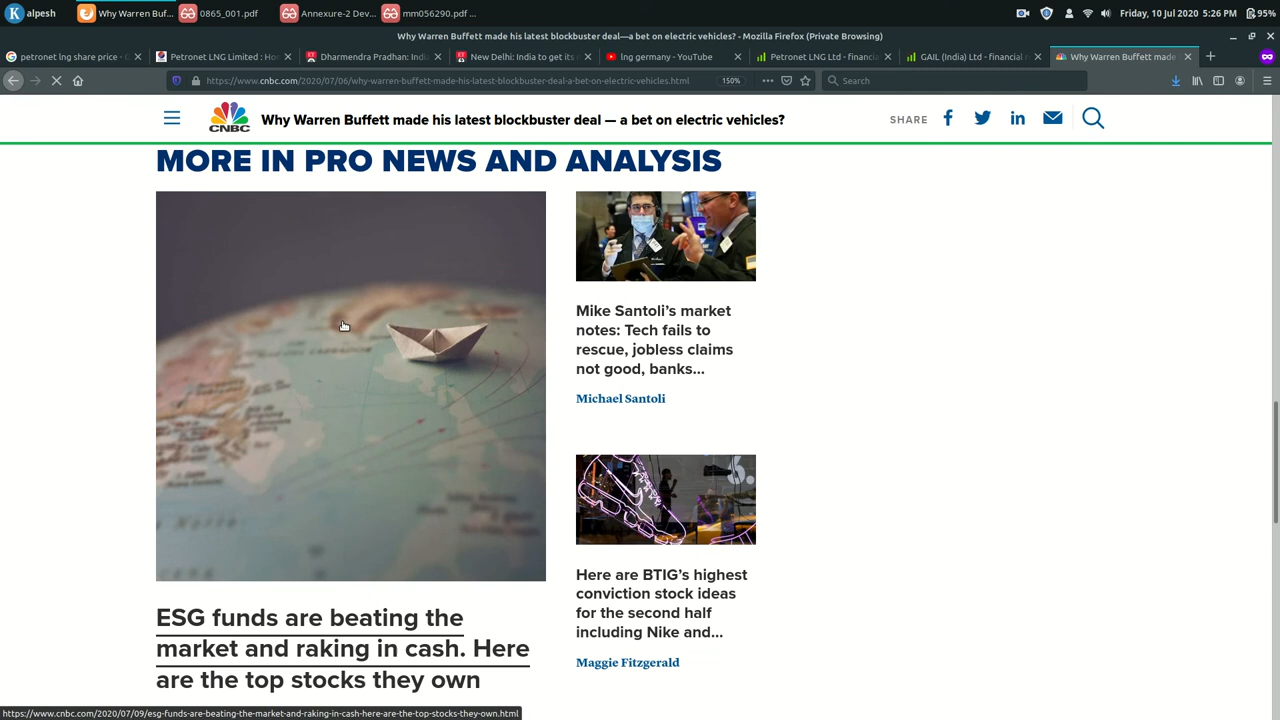 alpesh
Why Warren Buf...
0865_001.pdf
Annexure-2 Dev...
mm056290.pdf ...
Friday, 10 Jul 2020 5:26 PM
95%
Why Warren Buffett made his latest blockbuster deal—a bet on electric vehicles? - Mozilla Firefox (Private Browsing)
petronet lng share price -
Petronet LNG Limited : Ho
Dharmendra Pradhan: Indi
New Delhi: India to get its
lng germany - YouTube
Petronet LNG Ltd - financi
GAIL (India) Ltd - financial
Why Warren Buffett made
https://www.cnbc.com/2020/07/06/why-warren-buffett-made-his-latest-blockbuster-deal-a-bet-on-electric-vehicles.html
150%
Search
CNBC
Why Warren Buffett made his latest blockbuster deal — a bet on electric vehicles?
SHARE
MORE IN PRO NEWS AND ANALYSIS
Mike Santoli's market
notes: Tech fails to
rescue, jobless claims
not good, banks...
Michael Santoli
Here are BTIG's highest
conviction stock ideas
for the second half
including Nike and...
Maggie Fitzgerald
ESG funds are beating the
market and raking in cash. Here
are the top stocks they own
https://www.cnbc.com/2020/07/09/esg-funds-are-beating-the-market-and-raking-in-cash-here-are-the-top-stocks-they-own.html